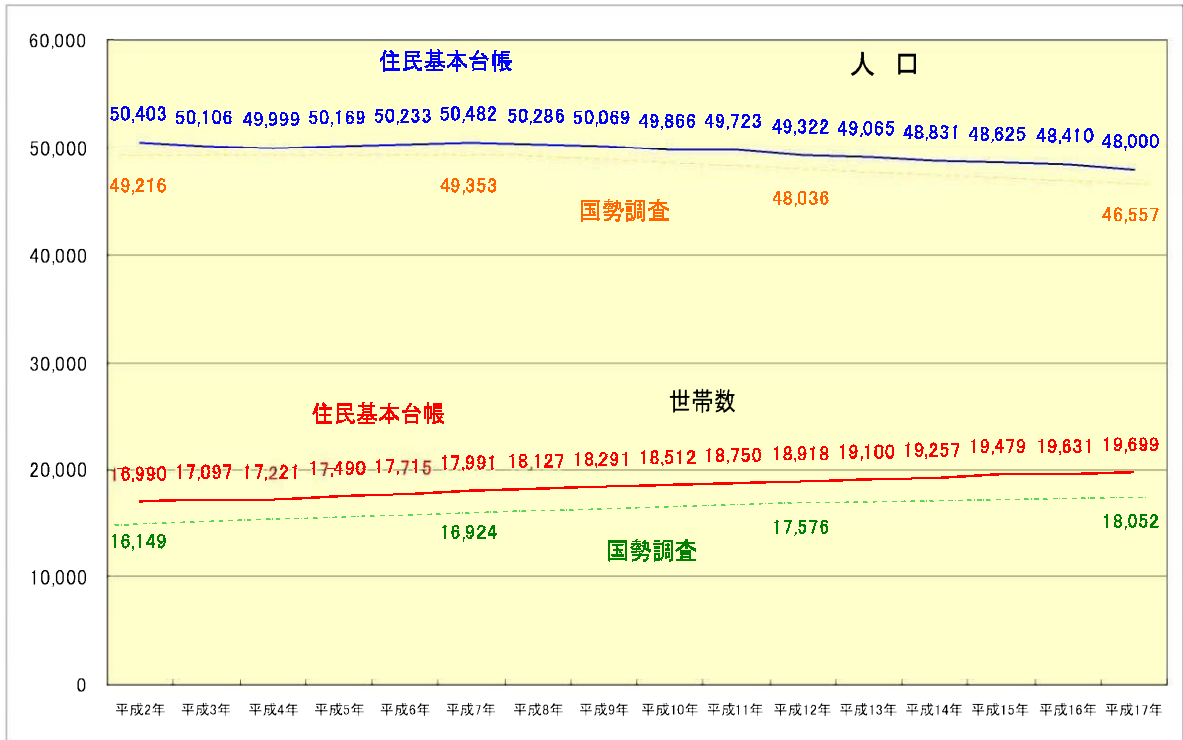 60,000
住民基本台帳
人 口
50,403 50,106 49,999 50,169 50,233 50,482 50,286 50,069 49,866 49,723 49,322 49,065 48,831 48,625 48,410 48,000
50,000
49,216 49,353 48,036 46,557
国勢調査
40,000
30,000
住民基本台帳
世帯数
16,990 17,097 17,221 17,490 17,715 17,991 18,127 18,291 18,512 18,750 18,918 19,100 19,257 19,479 19,631 19,699
20,000
16,149 16,924 17,576 18,052
国勢調査
10,000
0
平成2年 平成3年 平成4年 平成5年 平成6年 平成7年 平成8年 平成9年 平成10年 平成11年 平成12年 平成13年 平成14年 平成15年 平成16年 平成17年